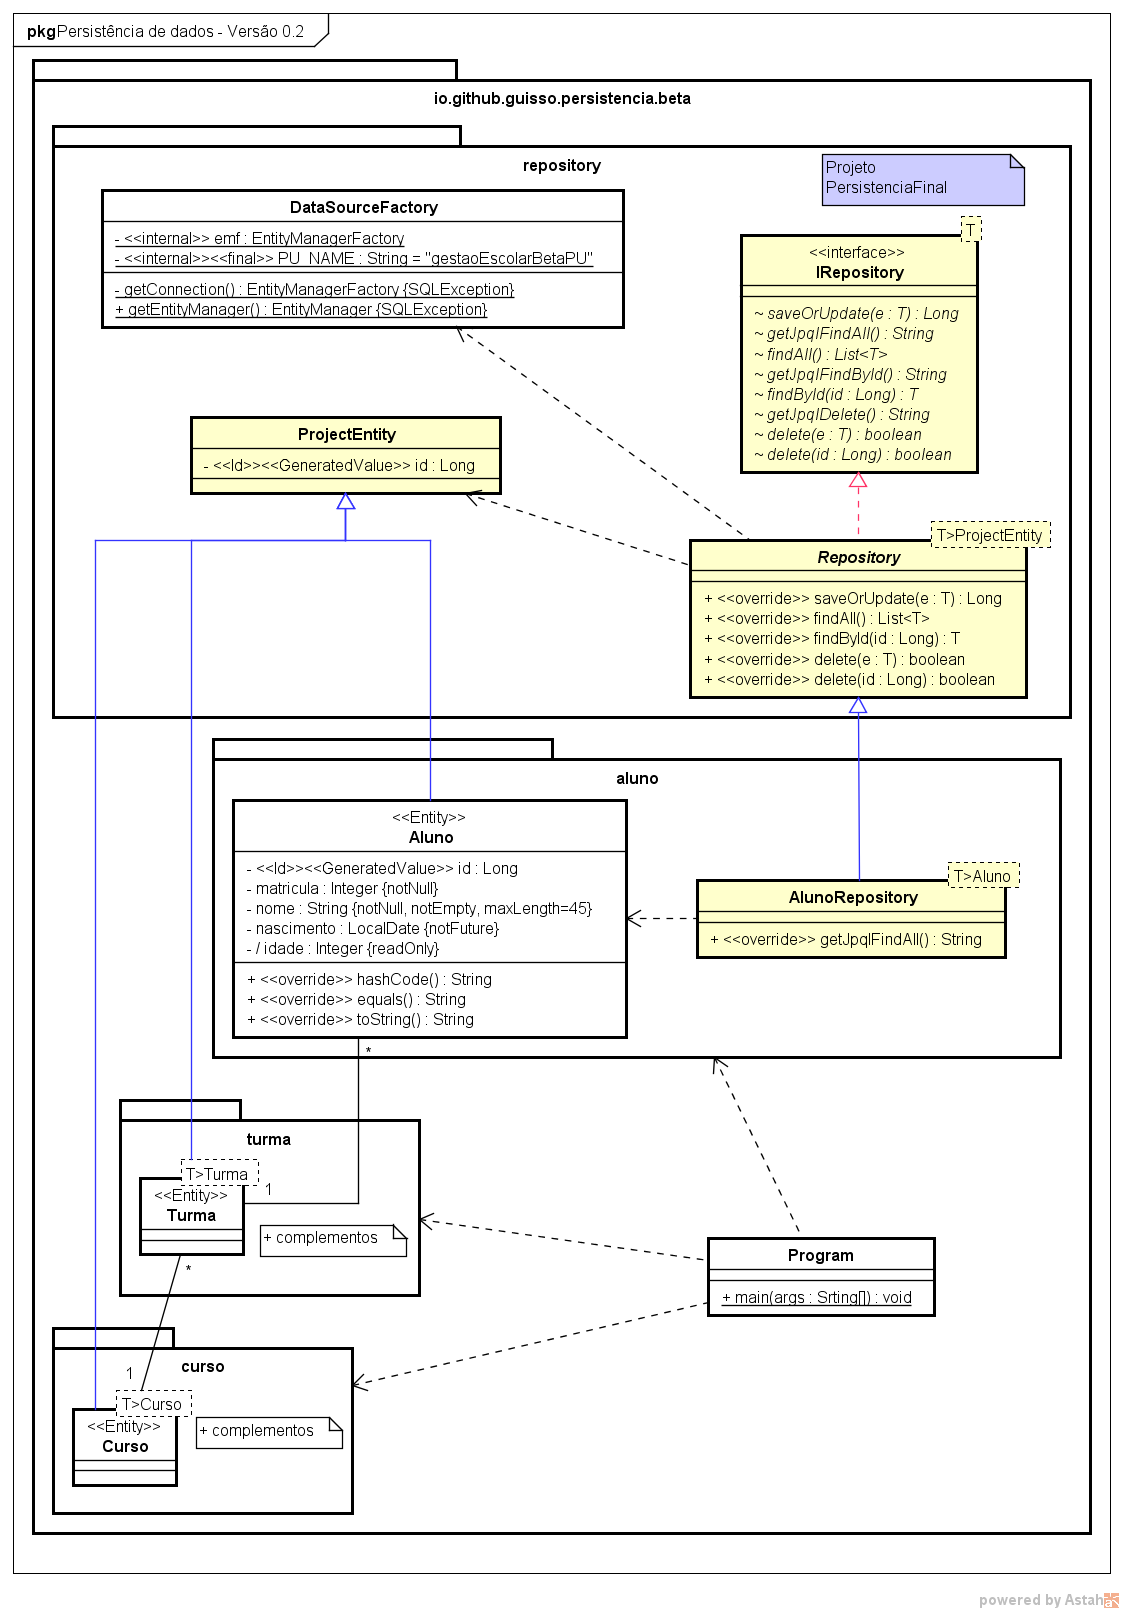 pkg Persistência de dados - Versão 0.2
io.github.guisso.persistencia.beta
repository
Projeto
PersistenciaFinal
DataSourceFactory
- <<internal>> emf : EntityManagerFactory
- <<internal>><<final>> PU_NAME : String = "gestaoEscolarBetaPU"
- getConnection() : EntityManagerFactory {SQLException}
+ getEntityManager() : EntityManager {SQLException}
T
<<interface>>
IRepository
~ saveOrUpdate(e : T) : Long
~ getJpqlFindAll() : String
~ findAll() : List<T>
~ getJpqlFindById() : String
~ findById(id : Long) : T
~ getJpqlDelete() : String
~ delete(e : T) : boolean
~ delete(id : Long) : boolean
ProjectEntity
- <<Id>><<GeneratedValue>> id : Long
T>ProjectEntity
Repository
+ <<override>> saveOrUpdate(e : T) : Long
+ <<override>> findAll() : List<T>
+ <<override>> findById(id : Long) : T
+ <<override>> delete(e : T) : boolean
+ <<override>> delete(id : Long) : boolean
aluno
<<Entity>>
Aluno
- <<Id>><<GeneratedValue>> id : Long
- matricula : Integer {notNull}
- nome : String {notNull, notEmpty, maxLength=45}
- nascimento : LocalDate {notFuture}
- / idade : Integer {readOnly}
+ <<override>> hashCode() : String
+ <<override>> equals() : String
+ <<override>> toString() : String
T>Aluno
AlunoRepository
+ <<override>> getJpqlFindAll() : String
*
turma
T>Turma
1
<<Entity>>
Turma
+ complementos
*
Program
+ main(args : Srting[]) : void
curso
1
T>Curso
<<Entity>>
Curso
+ complementos
powered by Astah